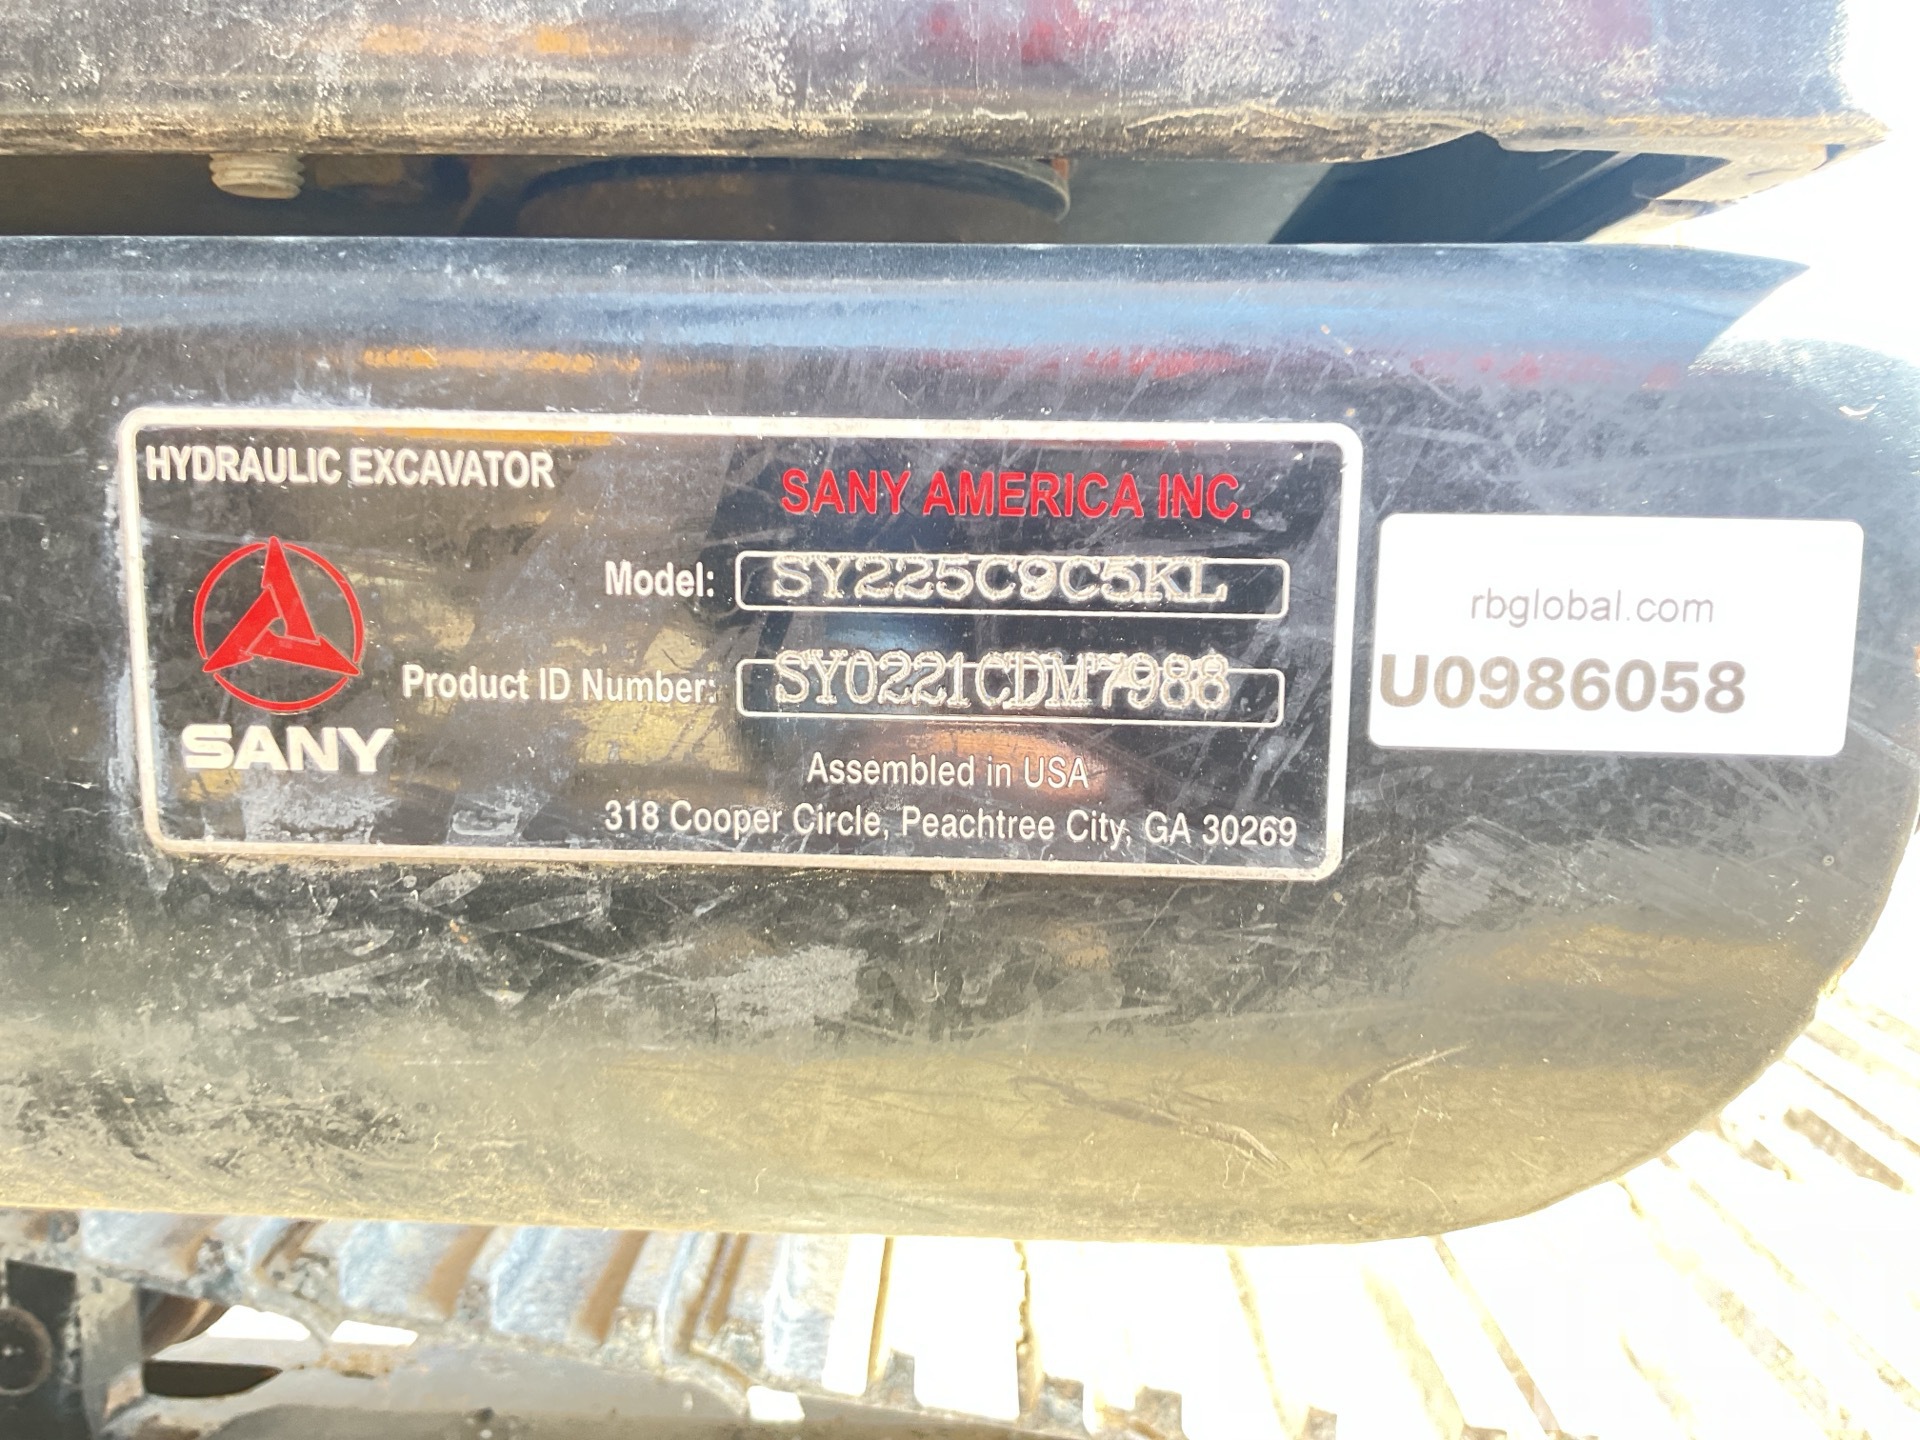 HYDRAULIC EXCAVATOR
SANY AMERICA INC.
Model: SY225C9C5KL
Product ID Number: SY0221CDM7988
SANY
Assembled in USA
318 Cooper Circle, Peachtree City, GA 30269
rbglobal.com
U0986058